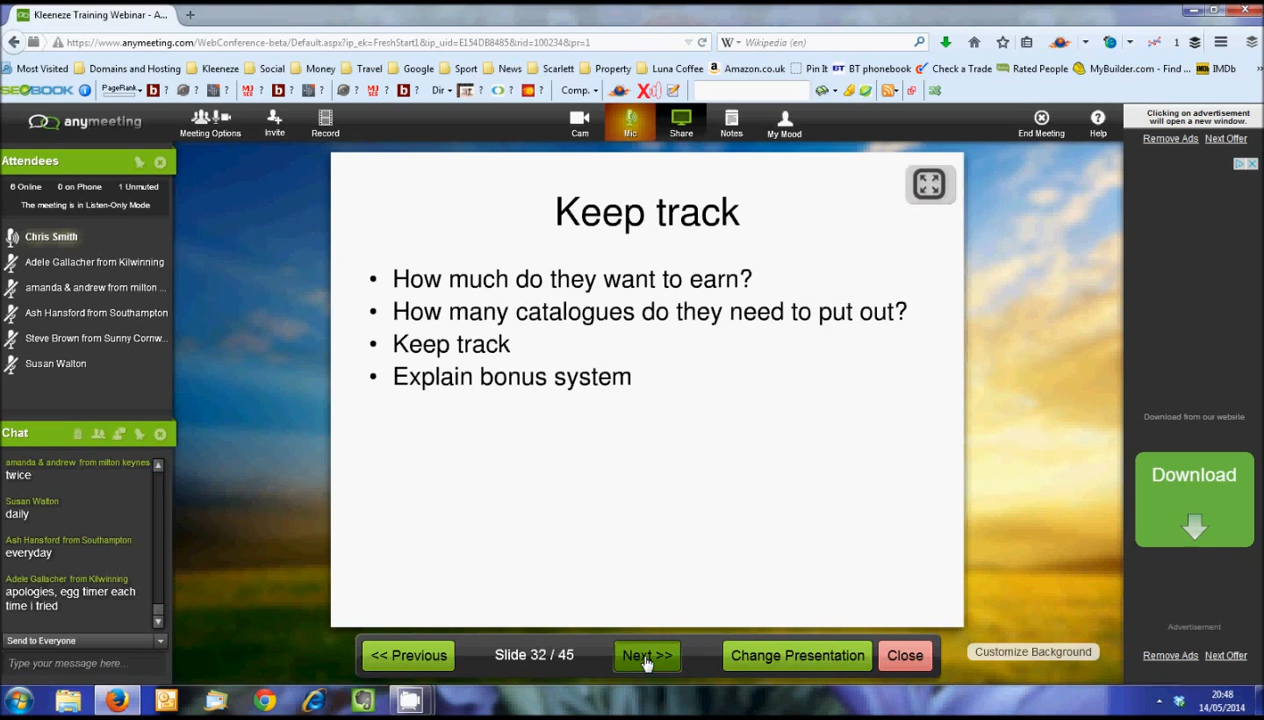 Kleeneze Training Webinar - A...
https://www.anymeeting.com/WebConference-beta/Default.aspx?ip_ek=FreshStart1&ip_uid=E154DB8485&rid=100234&pr=1
Wikipedia (en)
1
Most Visited
Domains and Hosting
Kleeneze
Social
Money
Travel
Google
Sport
News
Scarlett
Property
Luna Coffee
Amazon.co.uk
Pin It
BT phonebook
Check a Trade
Rated People
MyBuilder.com - Find ...
IMDb
SEOBOOK
PageRank
Dir
Comp.
anymeeting
Meeting Options
Invite
Record
Cam
Mic
Share
Notes
My Mood
End Meeting
Help
Clicking on advertisement
will open a new window.
Remove Ads
Next Offer
Attendees
6 Online
0 on Phone
1 Unmuted
The meeting is in Listen-Only Mode
Chris Smith
Adele Gallacher from Kilwinning
amanda & andrew from milton ...
Ash Hansford from Southampton
Steve Brown from Sunny Cornw...
Susan Walton
Chat
amanda & andrew from milton keynes
twice
Susan Walton
daily
Ash Hansford from Southampton
everyday
Adele Gallacher from Kilwinning
apologies, egg timer each
time i tried
Send to Everyone
Type your message here...
Keep track
• How much do they want to earn?
• How many catalogues do they need to put out?
• Keep track
• Explain bonus system
<< Previous
Slide 32 / 45
Next >>
Change Presentation
Close
Customize Background
Download from our website
Download
Advertisement
Remove Ads
Next Offer
20:48
14/05/2014